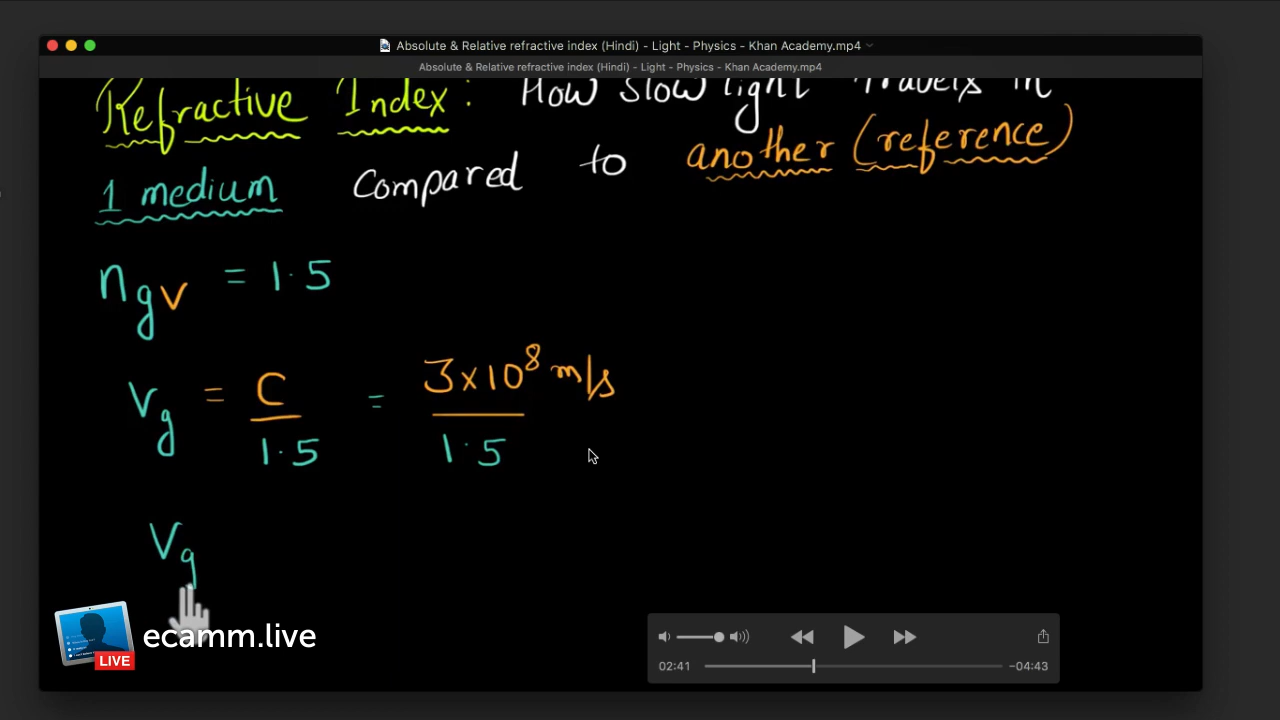 Absolute & Relative refractive index (Hindi) - Light - Physics - Khan Academy.mp4
Absolute & Relative refractive index (Hindi) - Light - Physics - Khan Academy.mp4
Refractive Index: How slow light travels in
1 medium compared to another (reference)
ngv = 1.5
vg = c/1.5 = 3x10⁸ m/s / 1.5
vg
ecamm.live
LIVE
02:41 -04:43